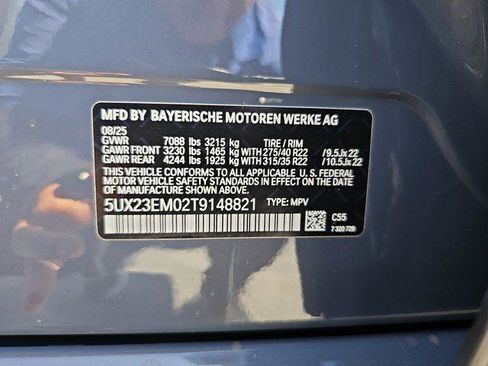 MFD BY BAYERISCHE MOTOREN WERKE AG
08/25
GVWR 7088 lbs 3215 kg TIRE / RIM
GAWR FRONT 3230 lbs 1465 kg WITH 275/40 R22 /9.5Jx22
GAWR REAR 4244 lbs 1925 kg WITH 315/35 R22 /10.5Jx22
THIS VEHICLE CONFORMS TO ALL APPLICABLE
U. S. FEDERAL MOTOR VEHICLE SAFETY
STANDARDS IN EFFECT ON THE DATE OF
MANUFACTURE SHOWN ABOVE.
5UX23EM02T9148821 TYPE: MPV C55
7 320 729